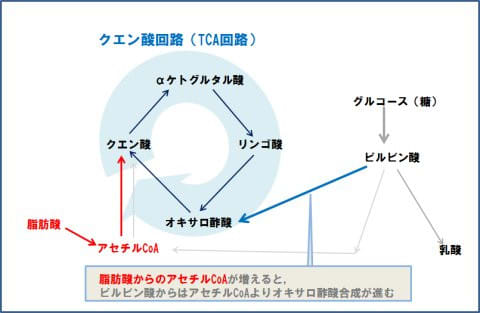 クエン酸回路（TCA回路）
αケトグルタル酸
グルコース（糖）
クエン酸
リンゴ酸
ピルビン酸
オキサロ酢酸
脂肪酸
アセチルCoA
乳酸
脂肪酸からのアセチルCoAが増えると，
ピルビン酸からはアセチルCoAよりオキサロ酢酸合成が進む